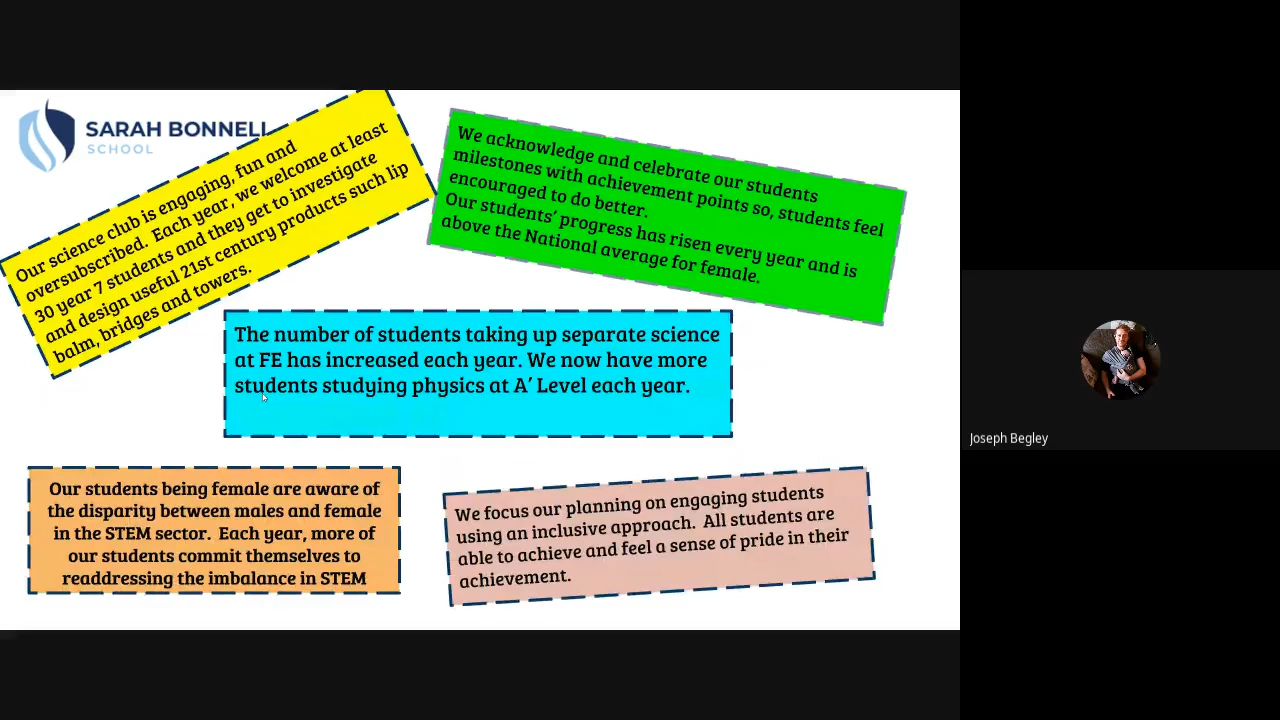 SARAH BONNELL
SCHOOL
Our science club is engaging, fun and
oversubscribed. Each year, we welcome at least
30 year 7 students and they get to investigate
and design useful 21st century products such lip
balm, bridges and towers.
We acknowledge and celebrate our students
milestones with achievement points so, students feel
encouraged to do better.
Our students’ progress has risen every year and is
above the National average for female.
The number of students taking up separate science
at FE has increased each year. We now have more
students studying physics at A’ Level each year.
Our students being female are aware of
the disparity between males and female
in the STEM sector. Each year, more of
our students commit themselves to
readdressing the imbalance in STEM
We focus our planning on engaging students
using an inclusive approach. All students are
able to achieve and feel a sense of pride in their
achievement.
Joseph Begley